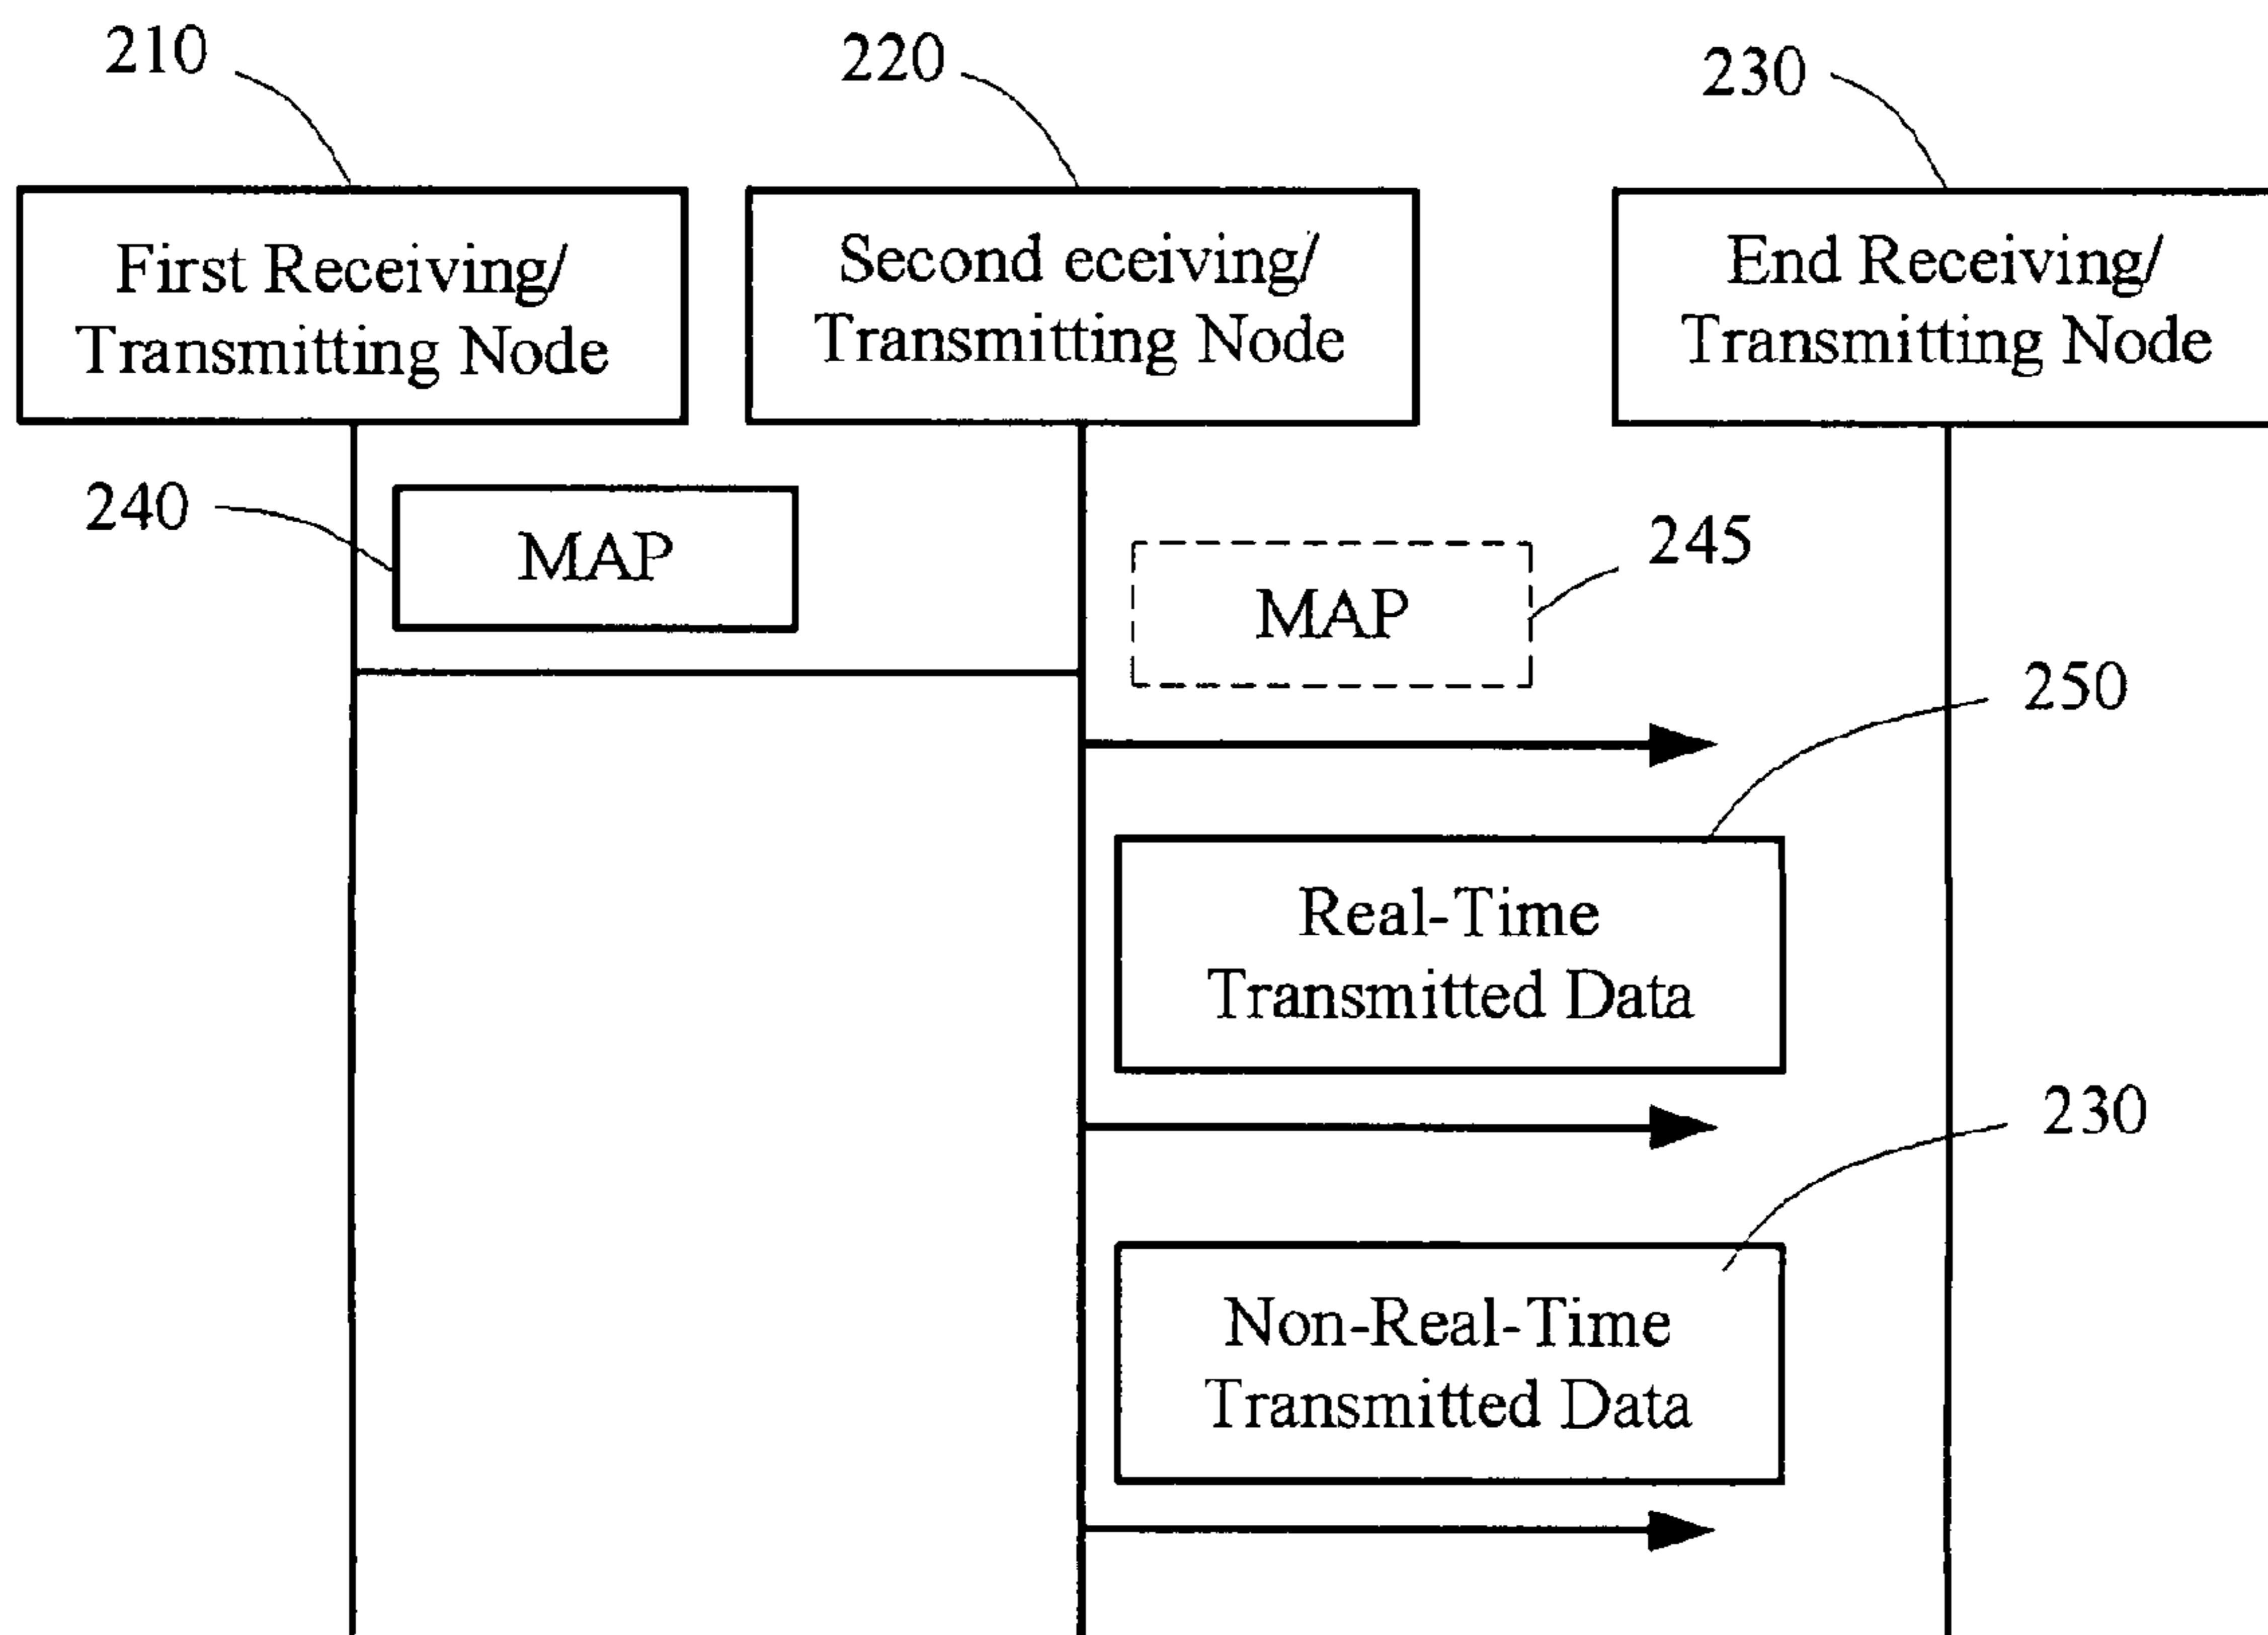 210
220
230
First Receiving/
Transmitting Node
Second eceiving/
Transmitting Node
End Receiving/
Transmitting Node
240
MAP
MAP
245
250
Real-Time
Transmitted Data
230
Non-Real-Time
Transmitted Data